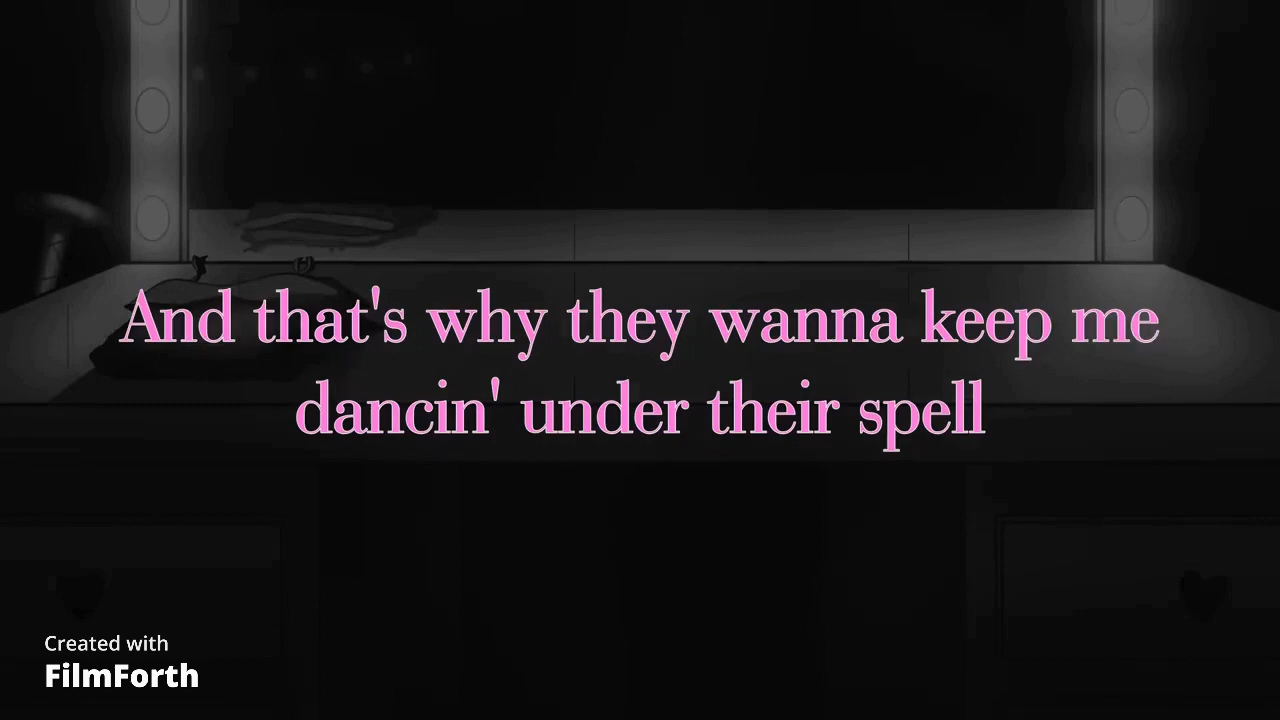 And that's why they wanna keep me
dancin' under their spell
Created with
FilmForth